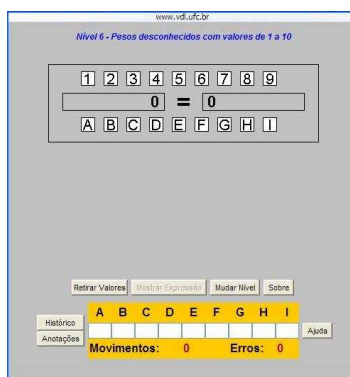 www.vdl.ufc.br
Nível 6 - Pesos desconhecidos com valores de 1 a 10
1 2 3 4 5 6 7 8 9
0 = 0
A B C D E F G H I
Retirar Valores Mostrar Expressão Mudar Nível Sobre
Histórico
Anotações
A B C D E F G H I
Ajuda
Movimentos: 0 Erros: 0